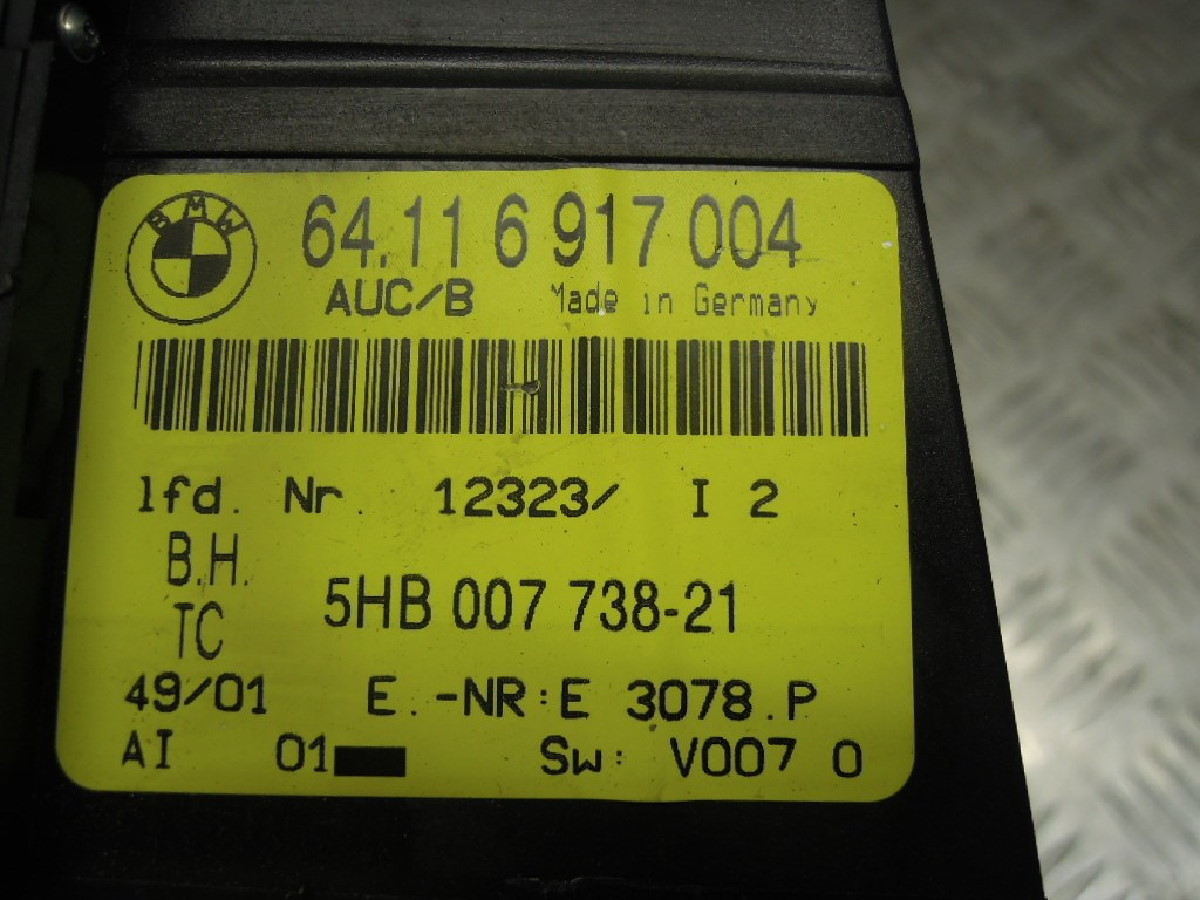 BMW
64.11 6 917 004
AUC/B Made in Germany
lfd. Nr. 12323/ I 2
B.H.
5HB 007 738-21
TC
49/01 E.-NR:E 3078.P
AI 01 Sw: V007 0